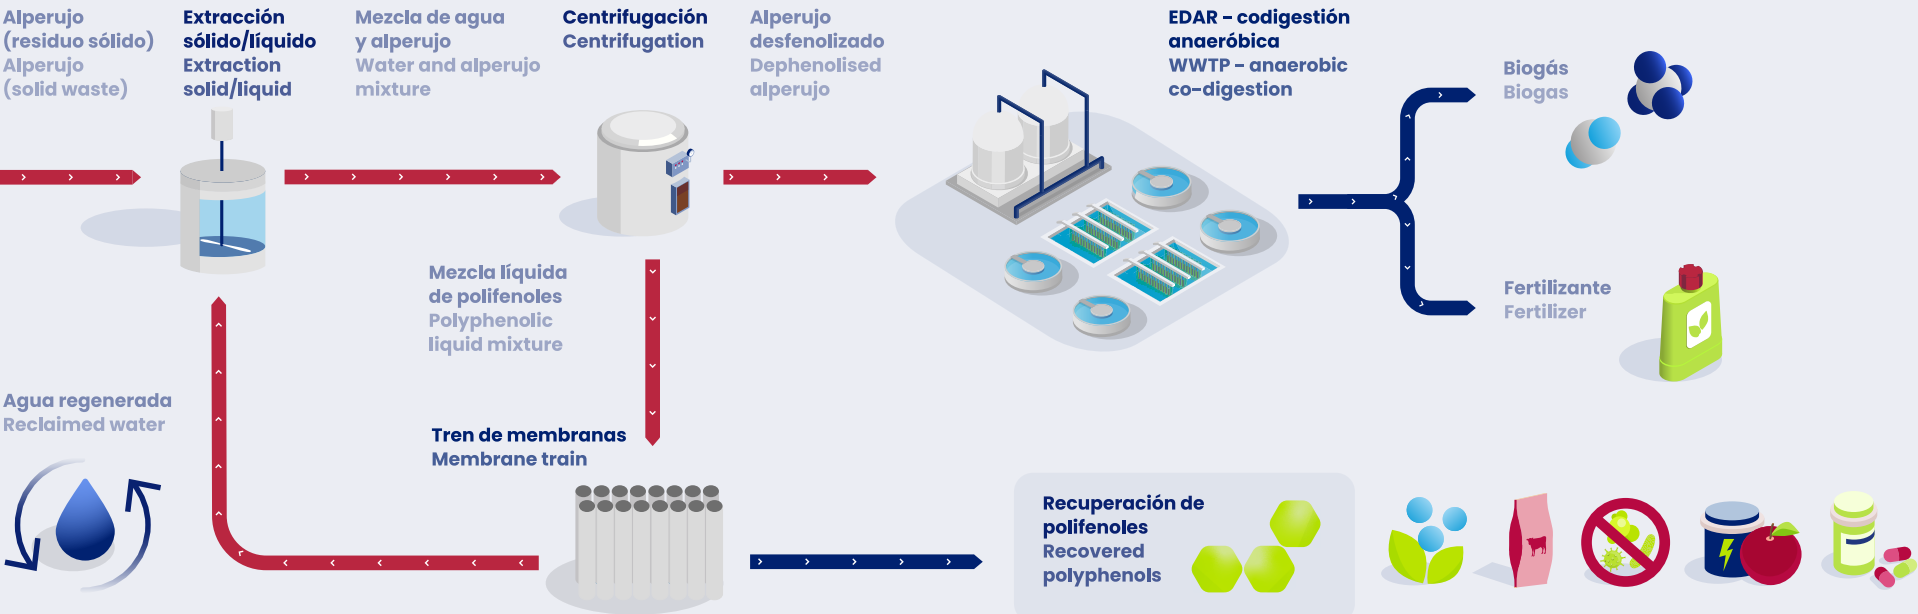 Alperujo
(residuo sólido)
Alperujo
(solid waste)
Extracción
sólido/líquido
Extraction
solid/liquid
Mezcla de agua
y alperujo
Water and alperujo
mixture
Centrifugación
Centrifugation
Alperujo
desfenolizado
Dephenolised
alperujo
EDAR - codigestión
anaeróbica
WWTP - anaerobic
co-digestion
Biogás
Biogas
Mezcla líquida
de polifenoles
Polyphenolic
liquid mixture
Fertilizante
Fertilizer
Agua regenerada
Reclaimed water
Tren de membranas
Membrane train
Recuperación de
polifenoles
Recovered
polyphenols